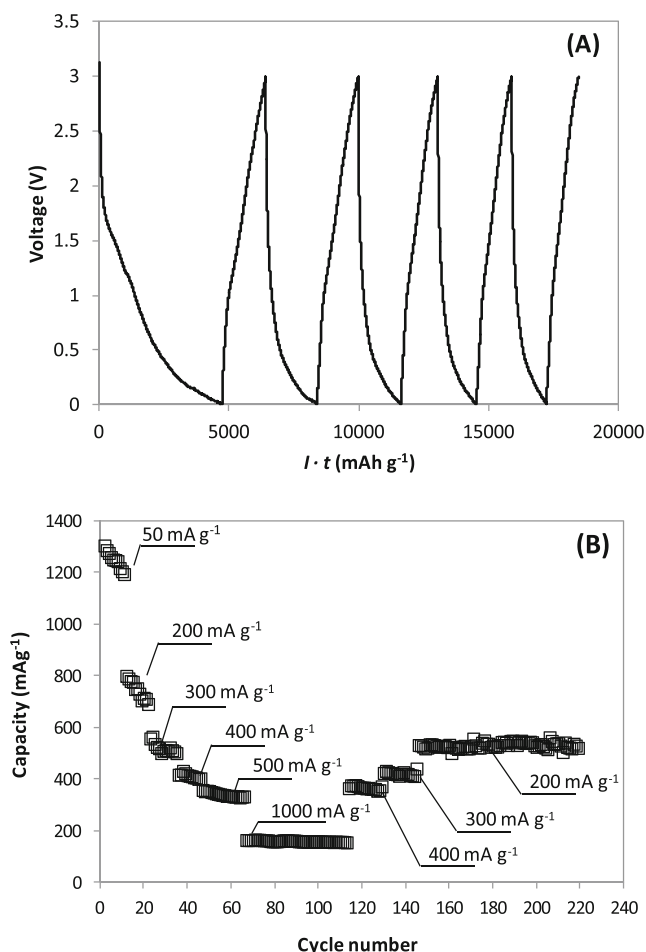 (A)
3.5
3
2.5
2
1.5
1
0.5
0
Voltage (V)
0 5000 10000 15000 20000
I · t (mAh g⁻¹)
(B)
1400
1200
1000
800
600
400
200
0
Capacity (mAg⁻¹)
50 mA g⁻¹
200 mA g⁻¹
300 mA g⁻¹
400 mA g⁻¹
500 mA g⁻¹
1000 mA g⁻¹
200 mA g⁻¹
300 mA g⁻¹
400 mA g⁻¹
0 20 40 60 80 100 120 140 160 180 200 220 240
Cycle number